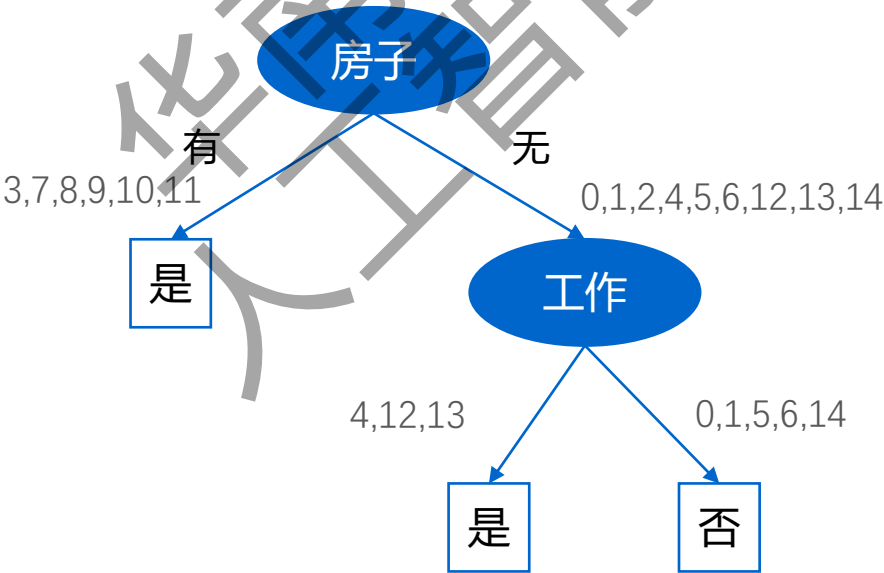 房子
有
无
3,7,8,9,10,11
0,1,2,4,5,6,12,13,14
是
工作
4,12,13
0,1,5,6,14
是
否